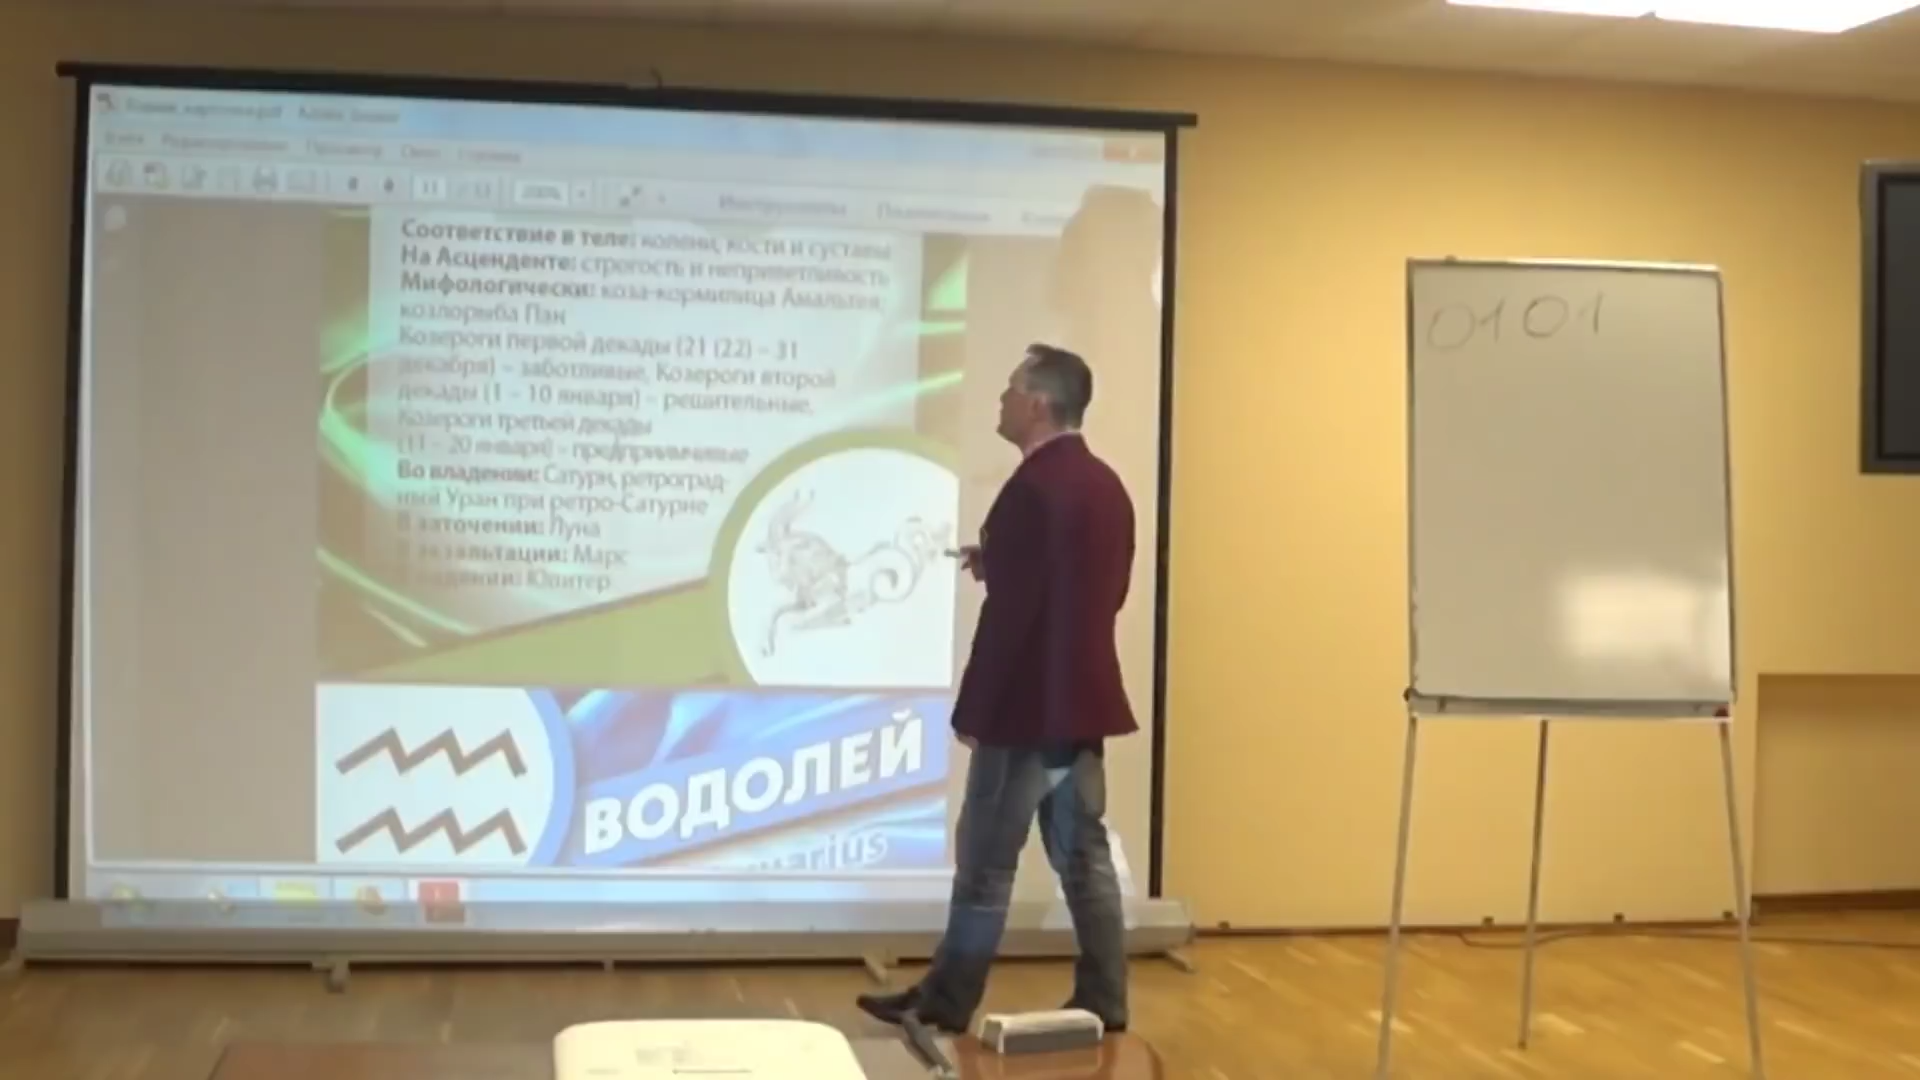 Инструменты
Соответствие в теле: колени, кости и суставы
0101
На Асценденте: строгость и неприветливость
Мифологически: коза-кормилица Амальтея,
козлорыба Пан
Козероги первой декады (21 (22) – 31
декабря) – заботливые, Козероги второй
декады (1 – 10 января) – решительные,
Козероги третьей декады
(11 – 20 января) – предприимчивые
Во владении: Сатурн, ретроград-
ный Уран при ретро-Сатурне
В заточении: Луна
В экзальтации: Марс
В падении: Юпитер
ВОДОЛЕЙ